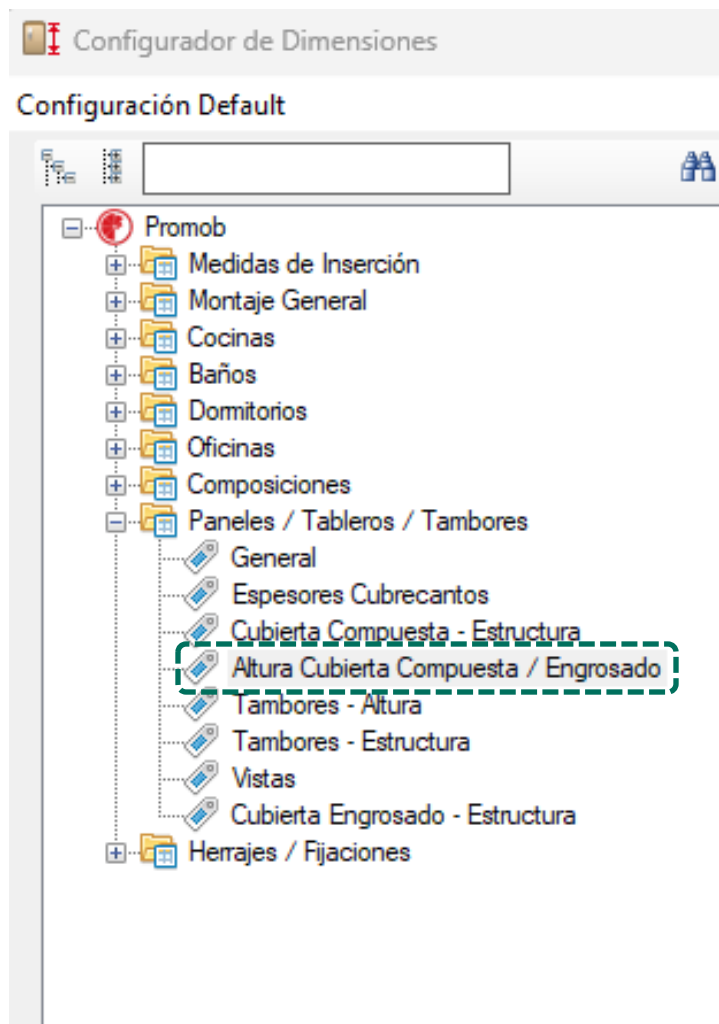 Configurador de Dimensiones
Configuración Default
Promob
Medidas de Inserción
Montaje General
Cocinas
Baños
Dormitorios
Oficinas
Composiciones
Paneles / Tableros / Tambores
General
Espesores Cubrecantos
Cubierta Compuesta - Estructura
Altura Cubierta Compuesta / Engrosado
Tambores - Altura
Tambores - Estructura
Vistas
Cubierta Engrosado - Estructura
Herrajes / Fijaciones